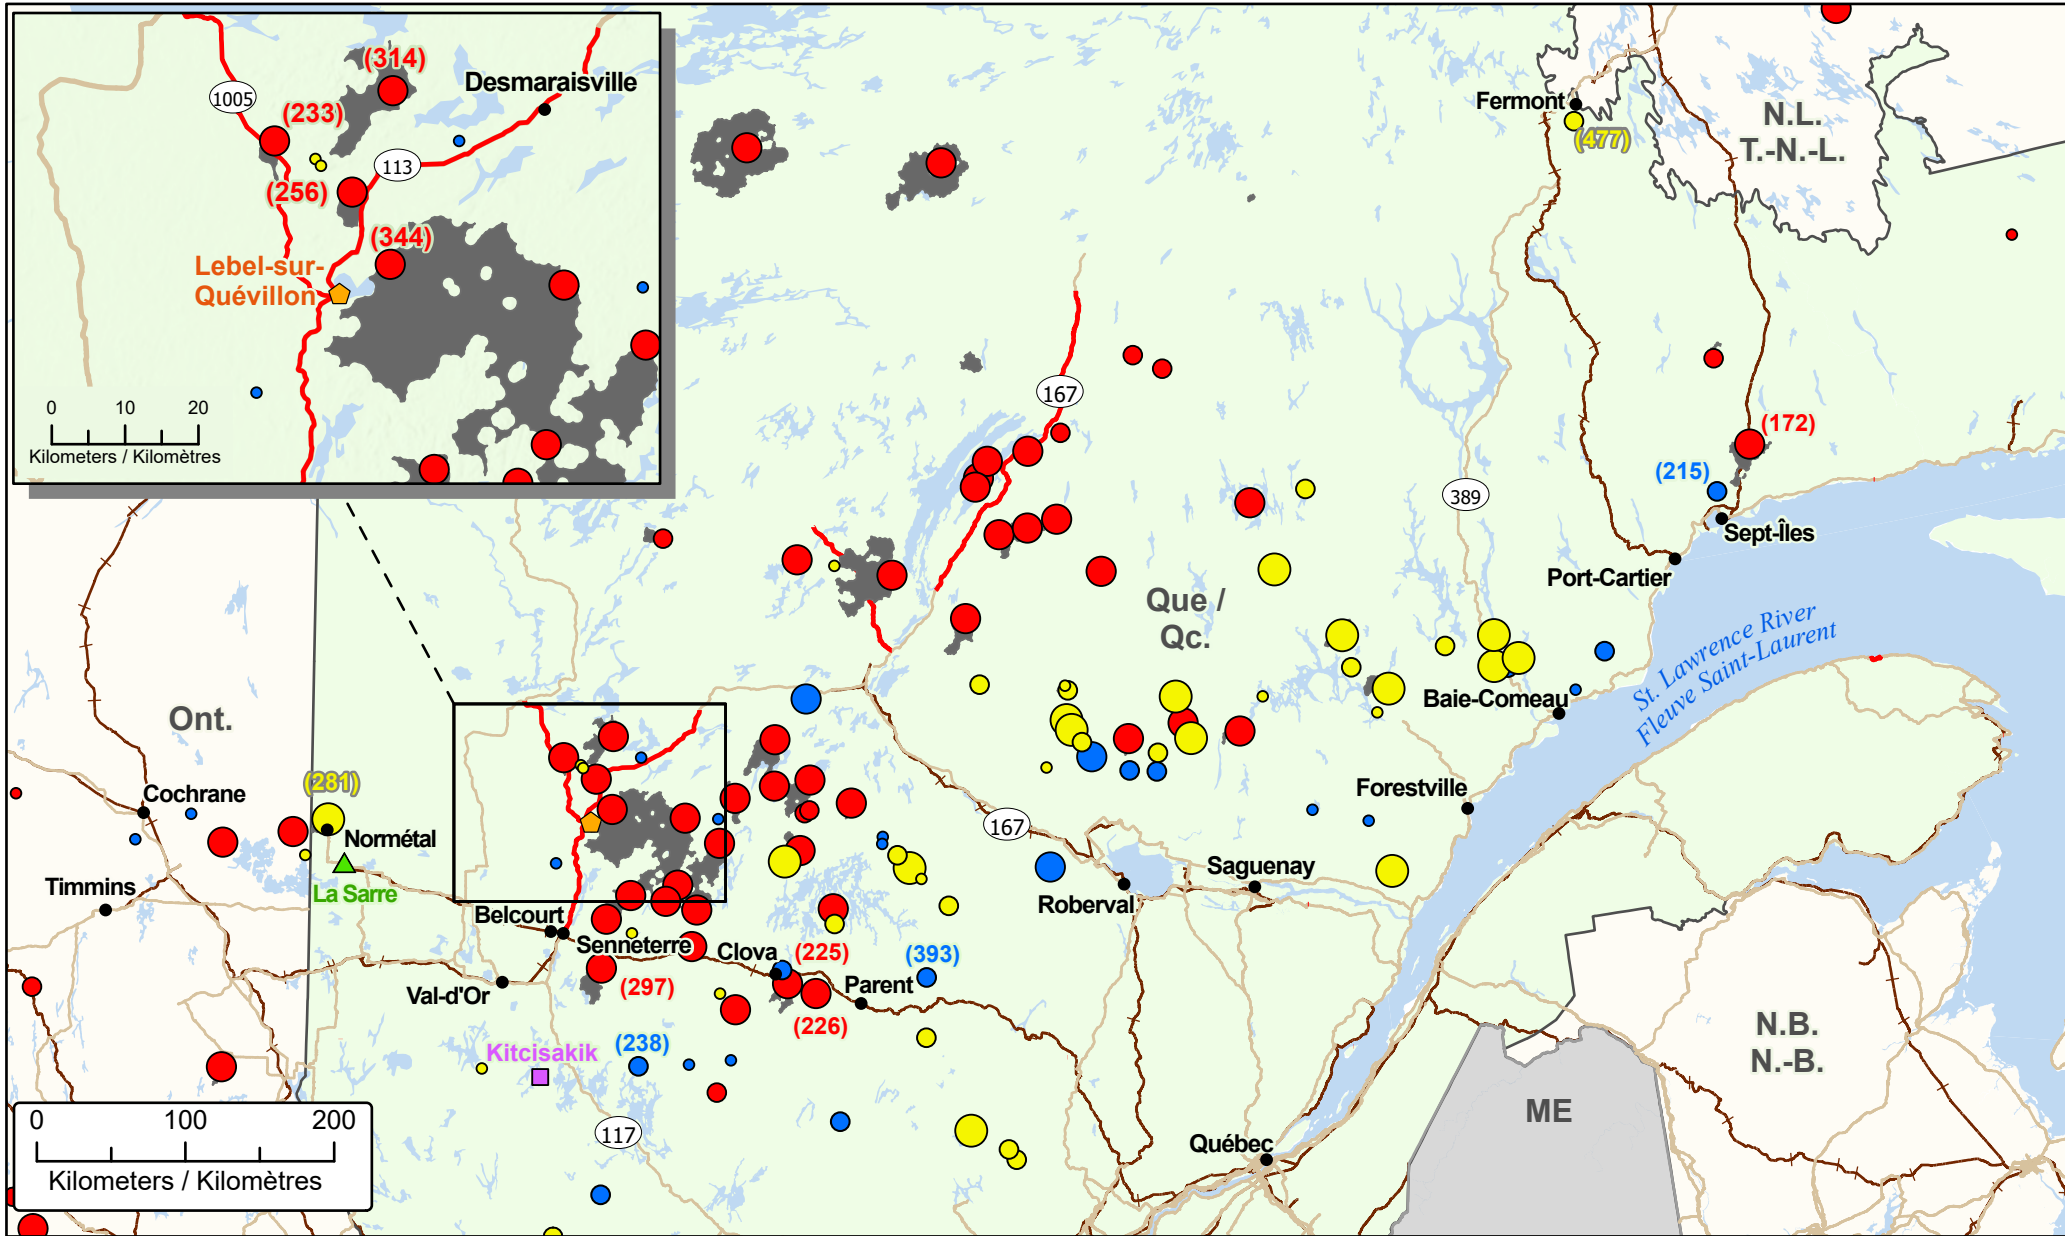 (314)
Desmaraisville
1005
(233)
113
(256)
(344)
Lebel-sur-
Quévillon
0 10 20
Kilometers / Kilomètres
Fermont
(477)
N.L.
T.-N.-L.
167
(172)
(215)
389
Sept-Îles
Port-Cartier
Que /
Qc.
St. Lawrence River
Fleuve Saint-Laurent
Baie-Comeau
Ont.
(281)
Cochrane
Normétal
Forestville
167
La Sarre
Timmins
Saguenay
Roberval
Belcourt
Senneterre
Clova
(225)
(393)
Val-d'Or
(297)
Parent
(226)
N.B.
N.-B.
Kitcisakik
(238)
ME
117
Québec
0 100 200
Kilometers / Kilomètres